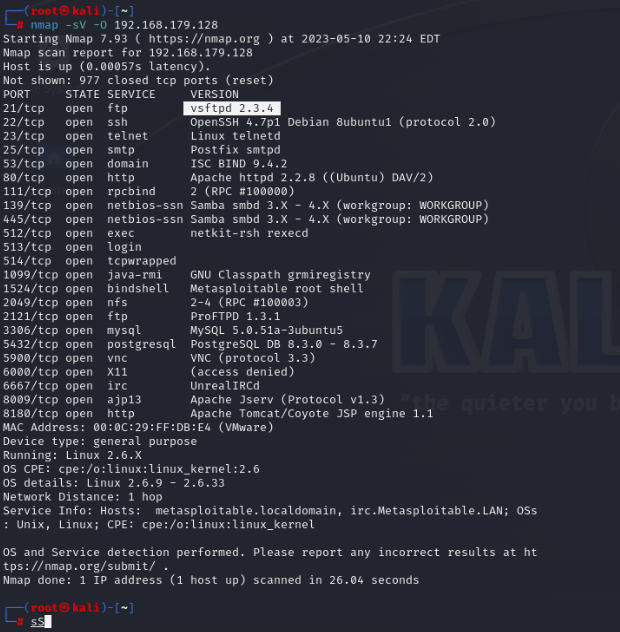 ┌──(root㉿kali)-[~]
└─# nmap -sV -O 192.168.179.128
Starting Nmap 7.93 ( https://nmap.org ) at 2023-05-10 22:24 EDT
Nmap scan report for 192.168.179.128
Host is up (0.00057s latency).
Not shown: 977 closed tcp ports (reset)
PORT     STATE SERVICE     VERSION
21/tcp   open  ftp         vsftpd 2.3.4
22/tcp   open  ssh         OpenSSH 4.7p1 Debian 8ubuntu1 (protocol 2.0)
23/tcp   open  telnet      Linux telnetd
25/tcp   open  smtp        Postfix smtpd
53/tcp   open  domain      ISC BIND 9.4.2
80/tcp   open  http        Apache httpd 2.2.8 ((Ubuntu) DAV/2)
111/tcp  open  rpcbind     2 (RPC #100000)
139/tcp  open  netbios-ssn Samba smbd 3.X - 4.X (workgroup: WORKGROUP)
445/tcp  open  netbios-ssn Samba smbd 3.X - 4.X (workgroup: WORKGROUP)
512/tcp  open  exec        netkit-rsh rexecd
513/tcp  open  login
514/tcp  open  tcpwrapped
1099/tcp open  java-rmi    GNU Classpath grmiregistry
1524/tcp open  bindshell   Metasploitable root shell
2049/tcp open  nfs         2-4 (RPC #100003)
2121/tcp open  ftp         ProFTPD 1.3.1
3306/tcp open  mysql       MySQL 5.0.51a-3ubuntu5
5432/tcp open  postgresql  PostgreSQL DB 8.3.0 - 8.3.7
5900/tcp open  vnc         VNC (protocol 3.3)
6000/tcp open  X11         (access denied)
6667/tcp open  irc         UnrealIRCd
8009/tcp open  ajp13       Apache Jserv (Protocol v1.3)
8180/tcp open  http        Apache Tomcat/Coyote JSP engine 1.1
MAC Address: 00:0C:29:FF:DB:E4 (VMware)
Device type: general purpose
Running: Linux 2.6.X
OS CPE: cpe:/o:linux:linux_kernel:2.6
OS details: Linux 2.6.9 - 2.6.33
Network Distance: 1 hop
Service Info: Hosts:  metasploitable.localdomain, irc.Metasploitable.LAN; OSs
: Unix, Linux; CPE: cpe:/o:linux:linux_kernel

OS and Service detection performed. Please report any incorrect results at ht
tps://nmap.org/submit/ .
Nmap done: 1 IP address (1 host up) scanned in 26.04 seconds

┌──(root㉿kali)-[~]
└─# sS
KAL
"the quieter you b